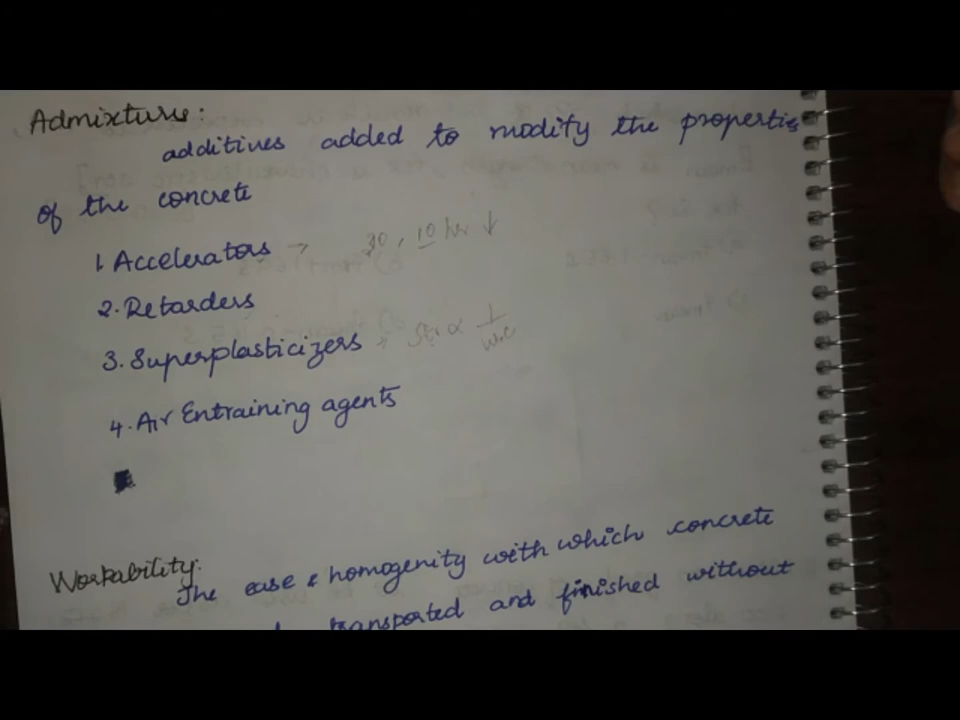 Admixture:
additives added to modify the properties
of the concrete
1. Accelerators → 30, 10 hr ↓
2. Retarders
3. Superplasticizers → Str ∝ 1/w.c
4. Air Entraining agents
Workability:
The ease & homogenity with which concrete
transported and finished without